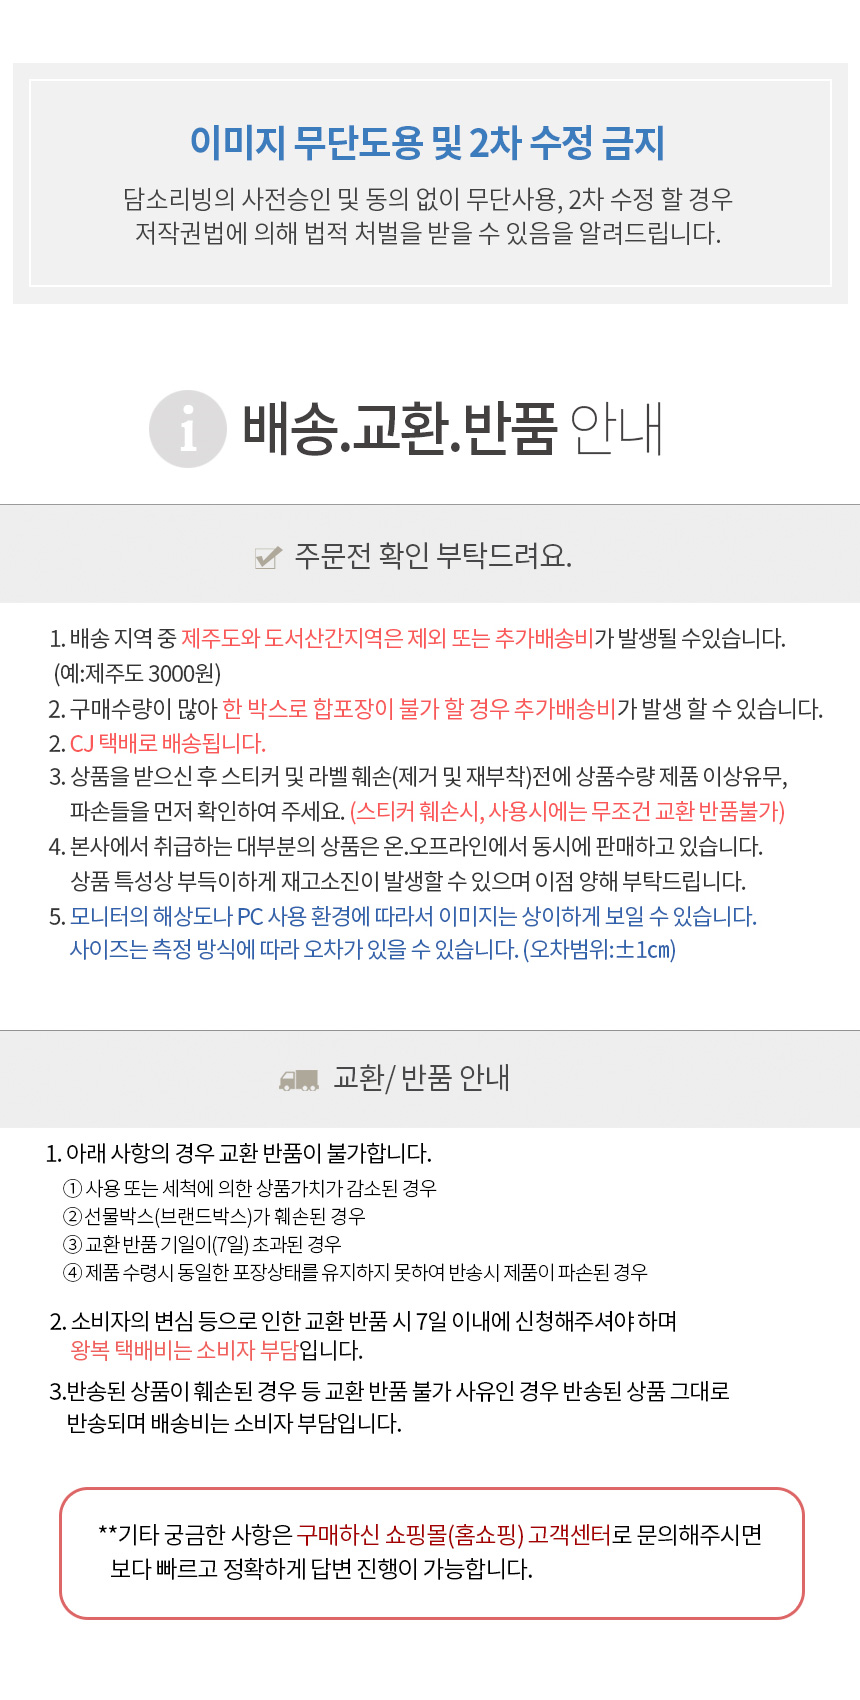 이미지 무단도용 및 2차 수정 금지
담소리빙의 사전승인 및 동의 없이 무단사용, 2차 수정 할 경우
저작권법에 의해 법적 처벌을 받을 수 있음을 알려드립니다.
i 배송.교환.반품 안내
주문전 확인 부탁드려요.
1. 배송 지역 중 제주도와 도서산간지역은 제외 또는 추가배송비가 발생될 수있습니다.
(예:제주도 3000원)
2. 구매수량이 많아 한 박스로 합포장이 불가 할 경우 추가배송비가 발생 할 수 있습니다.
2. CJ 택배로 배송됩니다.
3. 상품을 받으신 후 스티커 및 라벨 훼손(제거 및 재부착)전에 상품수량 제품 이상유무,
파손들을 먼저 확인하여 주세요. (스티커 훼손시, 사용시에는 무조건 교환 반품불가)
4. 본사에서 취급하는 대부분의 상품은 온.오프라인에서 동시에 판매하고 있습니다.
상품 특성상 부득이하게 재고소진이 발생할 수 있으며 이점 양해 부탁드립니다.
5. 모니터의 해상도나 PC 사용 환경에 따라서 이미지는 상이하게 보일 수 있습니다.
사이즈는 측정 방식에 따라 오차가 있을 수 있습니다. (오차범위:±1㎝)
교환/ 반품 안내
1. 아래 사항의 경우 교환 반품이 불가합니다.
① 사용 또는 세척에 의한 상품가치가 감소된 경우
② 선물박스(브랜드박스)가 훼손된 경우
③ 교환 반품 기일이(7일) 초과된 경우
④ 제품 수령시 동일한 포장상태를 유지하지 못하여 반송시 제품이 파손된 경우
2. 소비자의 변심 등으로 인한 교환 반품 시 7일 이내에 신청해주셔야 하며
왕복 택배비는 소비자 부담입니다.
3.반송된 상품이 훼손된 경우 등 교환 반품 불가 사유인 경우 반송된 상품 그대로
반송되며 배송비는 소비자 부담입니다.
**기타 궁금한 사항은 구매하신 쇼핑몰(홈쇼핑) 고객센터로 문의해주시면
보다 빠르고 정확하게 답변 진행이 가능합니다.